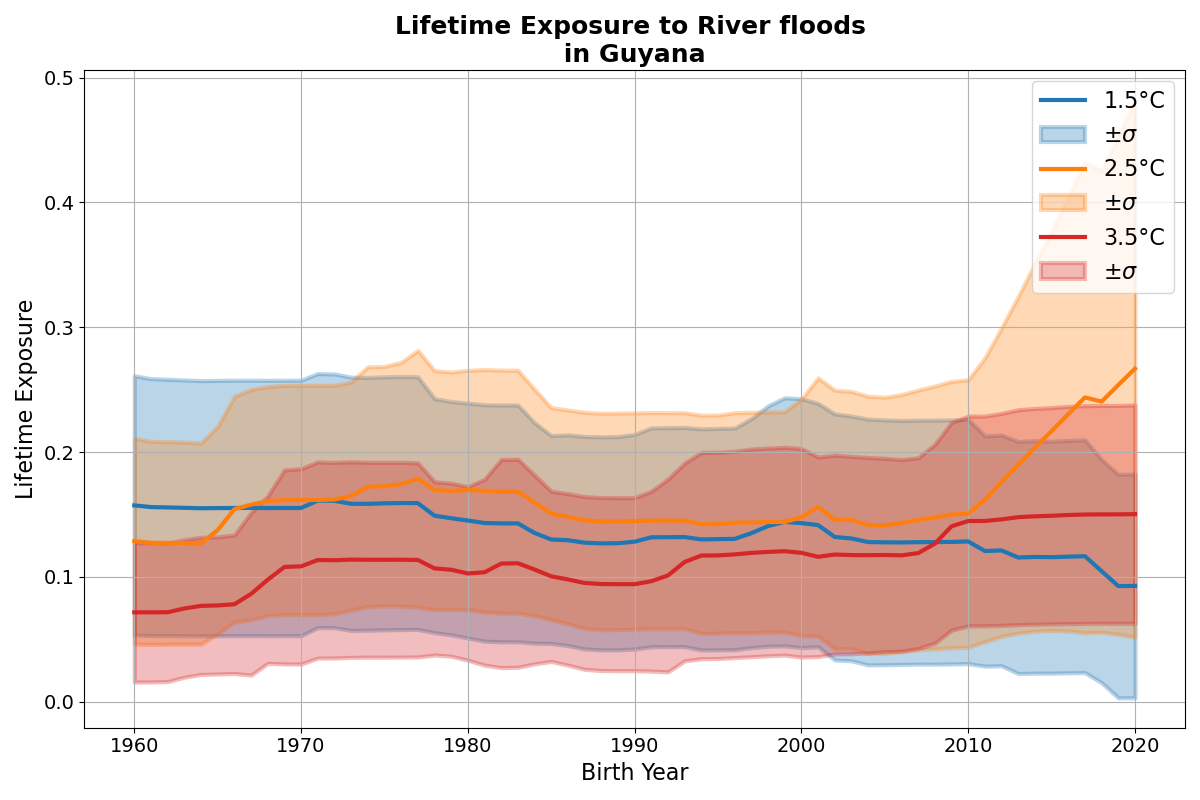 Lifetime Exposure to River floods
in Guyana
Lifetime Exposure
0.5
0.4
0.3
0.2
0.1
0.0
1.5°C
±σ
2.5°C
±σ
3.5°C
±σ
1960 1970 1980 1990 2000 2010 2020
Birth Year